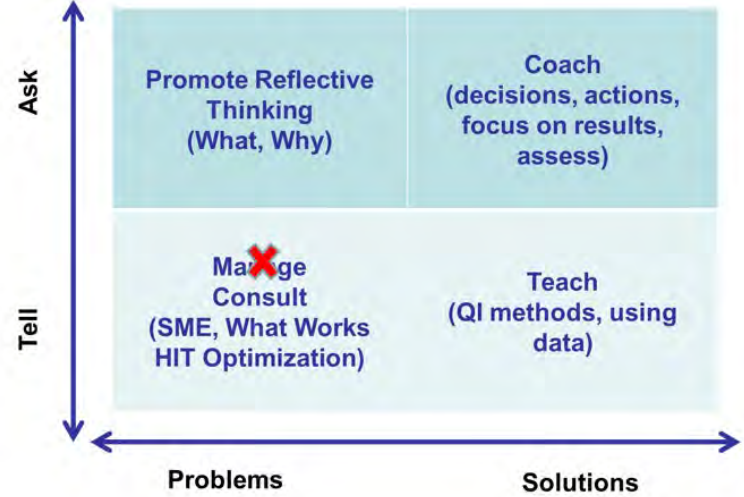 Ask
Promote Reflective
Thinking
(What, Why)
Coach
(decisions, actions,
focus on results,
assess)
Tell
Manage
Consult
(SME, What Works
HIT Optimization)
Teach
(QI methods, using
data)
Problems
Solutions